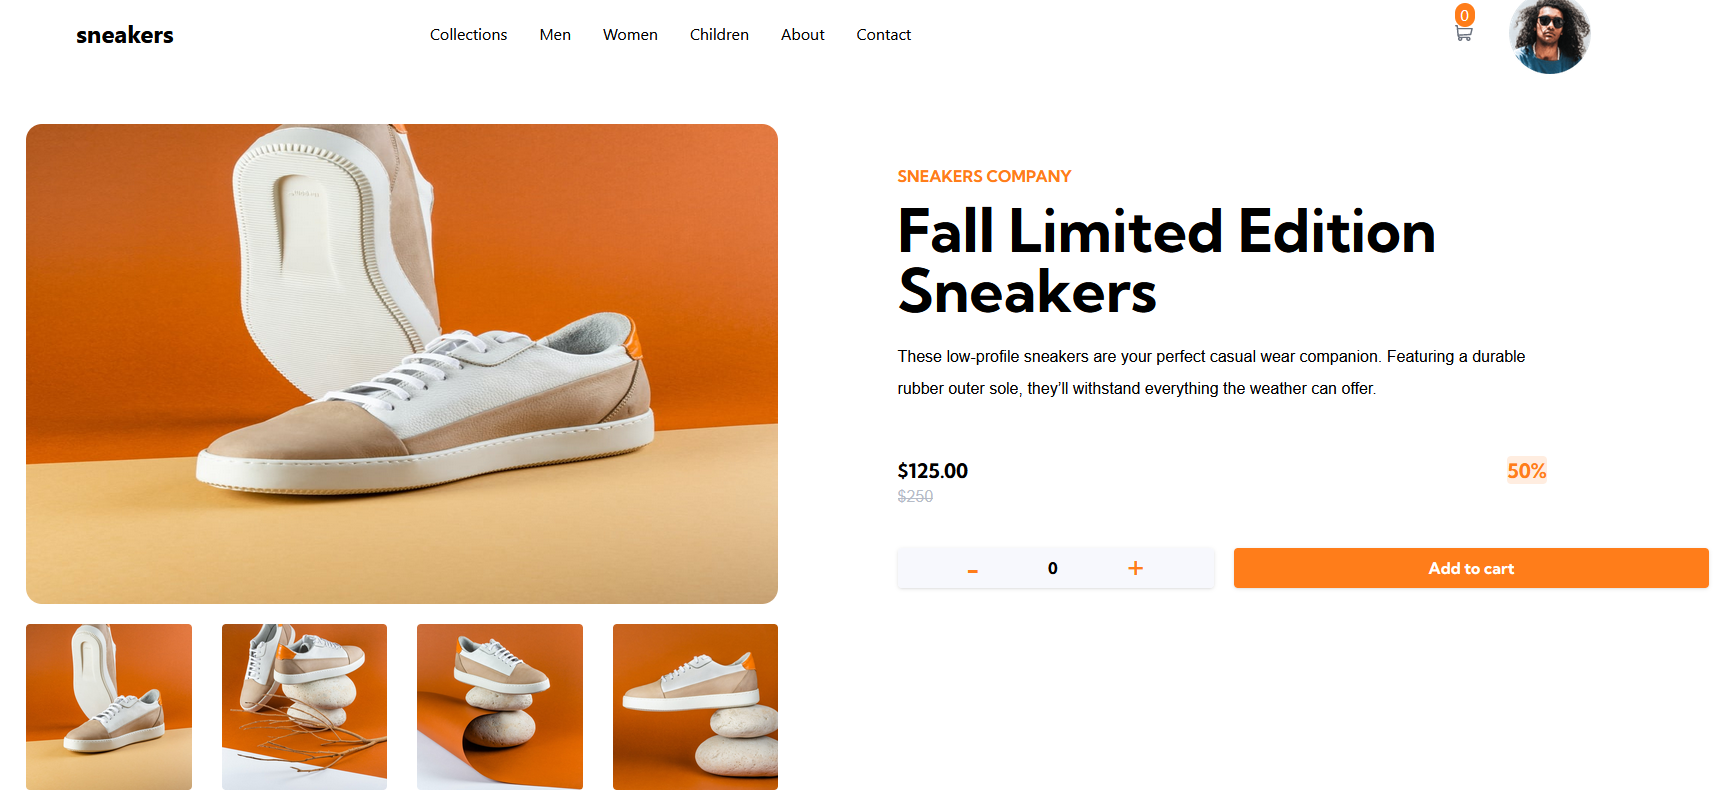 sneakers
Collections Men Women Children About Contact
0
SNEAKERS COMPANY
Fall Limited Edition
Sneakers
These low-profile sneakers are your perfect casual wear companion. Featuring a durable
rubber outer sole, they’ll withstand everything the weather can offer.
$125.00
50%
$250
- 0 +
Add to cart